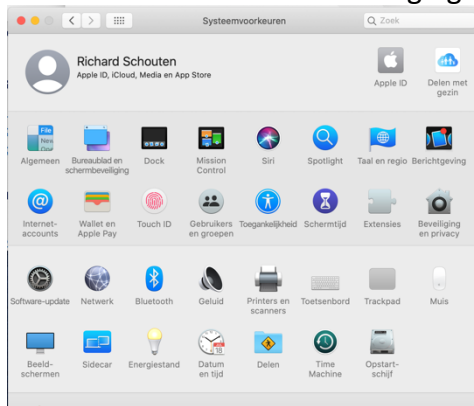 Systeemvoorkeuren
Zoek
Richard Schouten
Apple ID, iCloud, Media en App Store
Apple ID
Delen met
gezin
Algemeen
Bureaublad en
schermbeveiliging
Dock
Mission
Control
Siri
Spotlight
Taal en regio
Berichtgeving
Internet-
accounts
Wallet en
Apple Pay
Touch ID
Gebruikers
en groepen
Toegankelijkheid
Schermtijd
Extensies
Beveiliging
en privacy
Software-update
Netwerk
Bluetooth
Geluid
Printers en
scanners
Toetsenbord
Trackpad
Muis
Beeld-
schermen
Sidecar
Energiestand
Datum
en tijd
Delen
Time
Machine
Opstart-
schijf